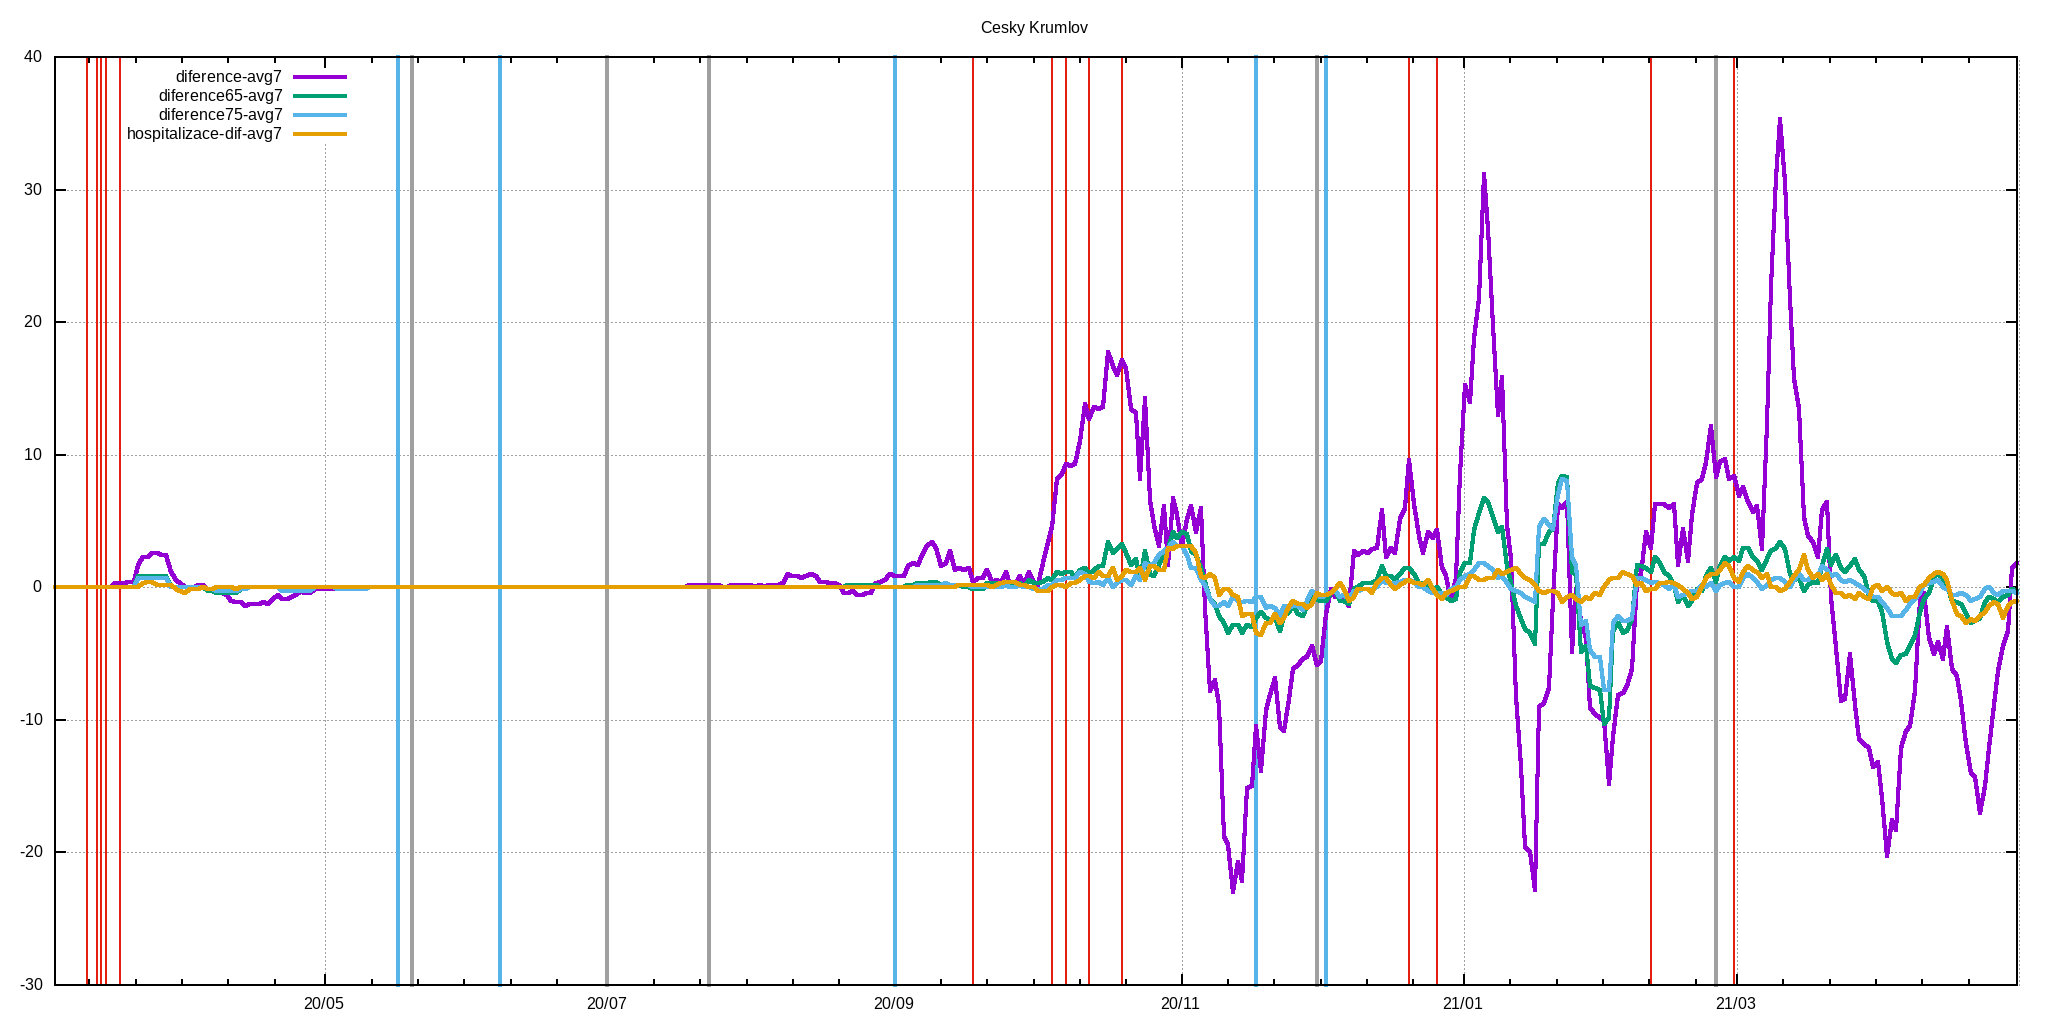 Cesky Krumlov
diference-avg7
diference65-avg7
diference75-avg7
hospitalizace-dif-avg7
40
30
20
10
0
-10
-20
-30
20/05 20/07 20/09 20/11 21/01 21/03